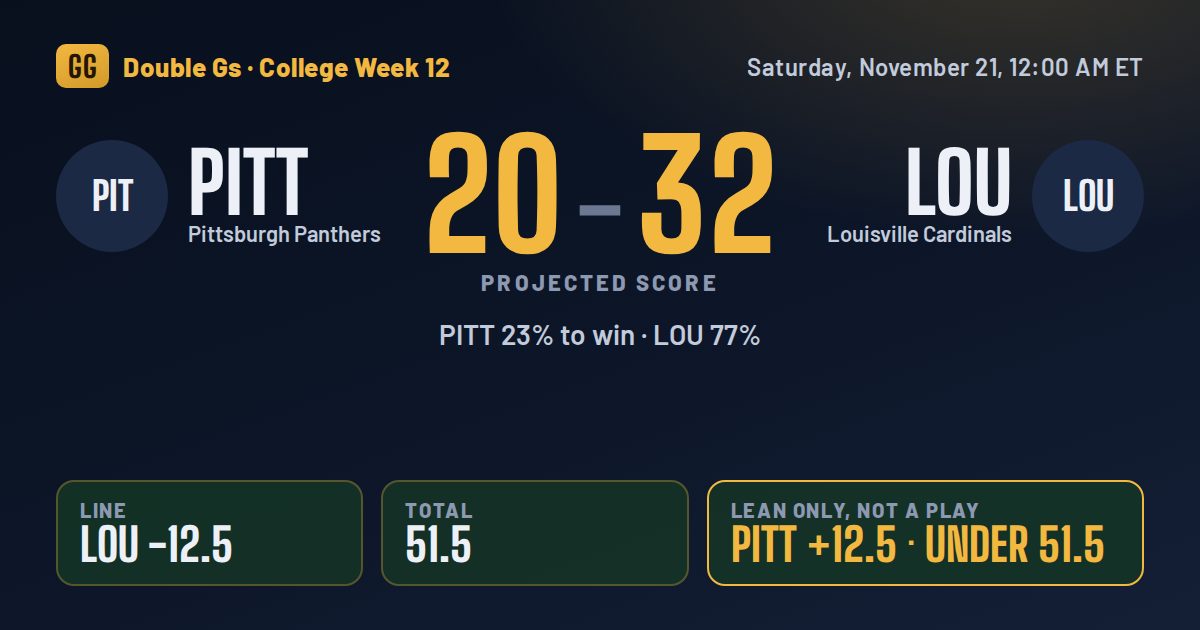 GG Double Gs · College Week 12
Saturday, November 21, 12:00 AM ET
PIT
PITT
Pittsburgh Panthers
20 – 32
PROJECTED SCORE
PITT 23% to win · LOU 77%
LOU
Louisville Cardinals
LOU
LINE
LOU −12.5
TOTAL
51.5
LEAN ONLY, NOT A PLAY
PITT +12.5 · UNDER 51.5